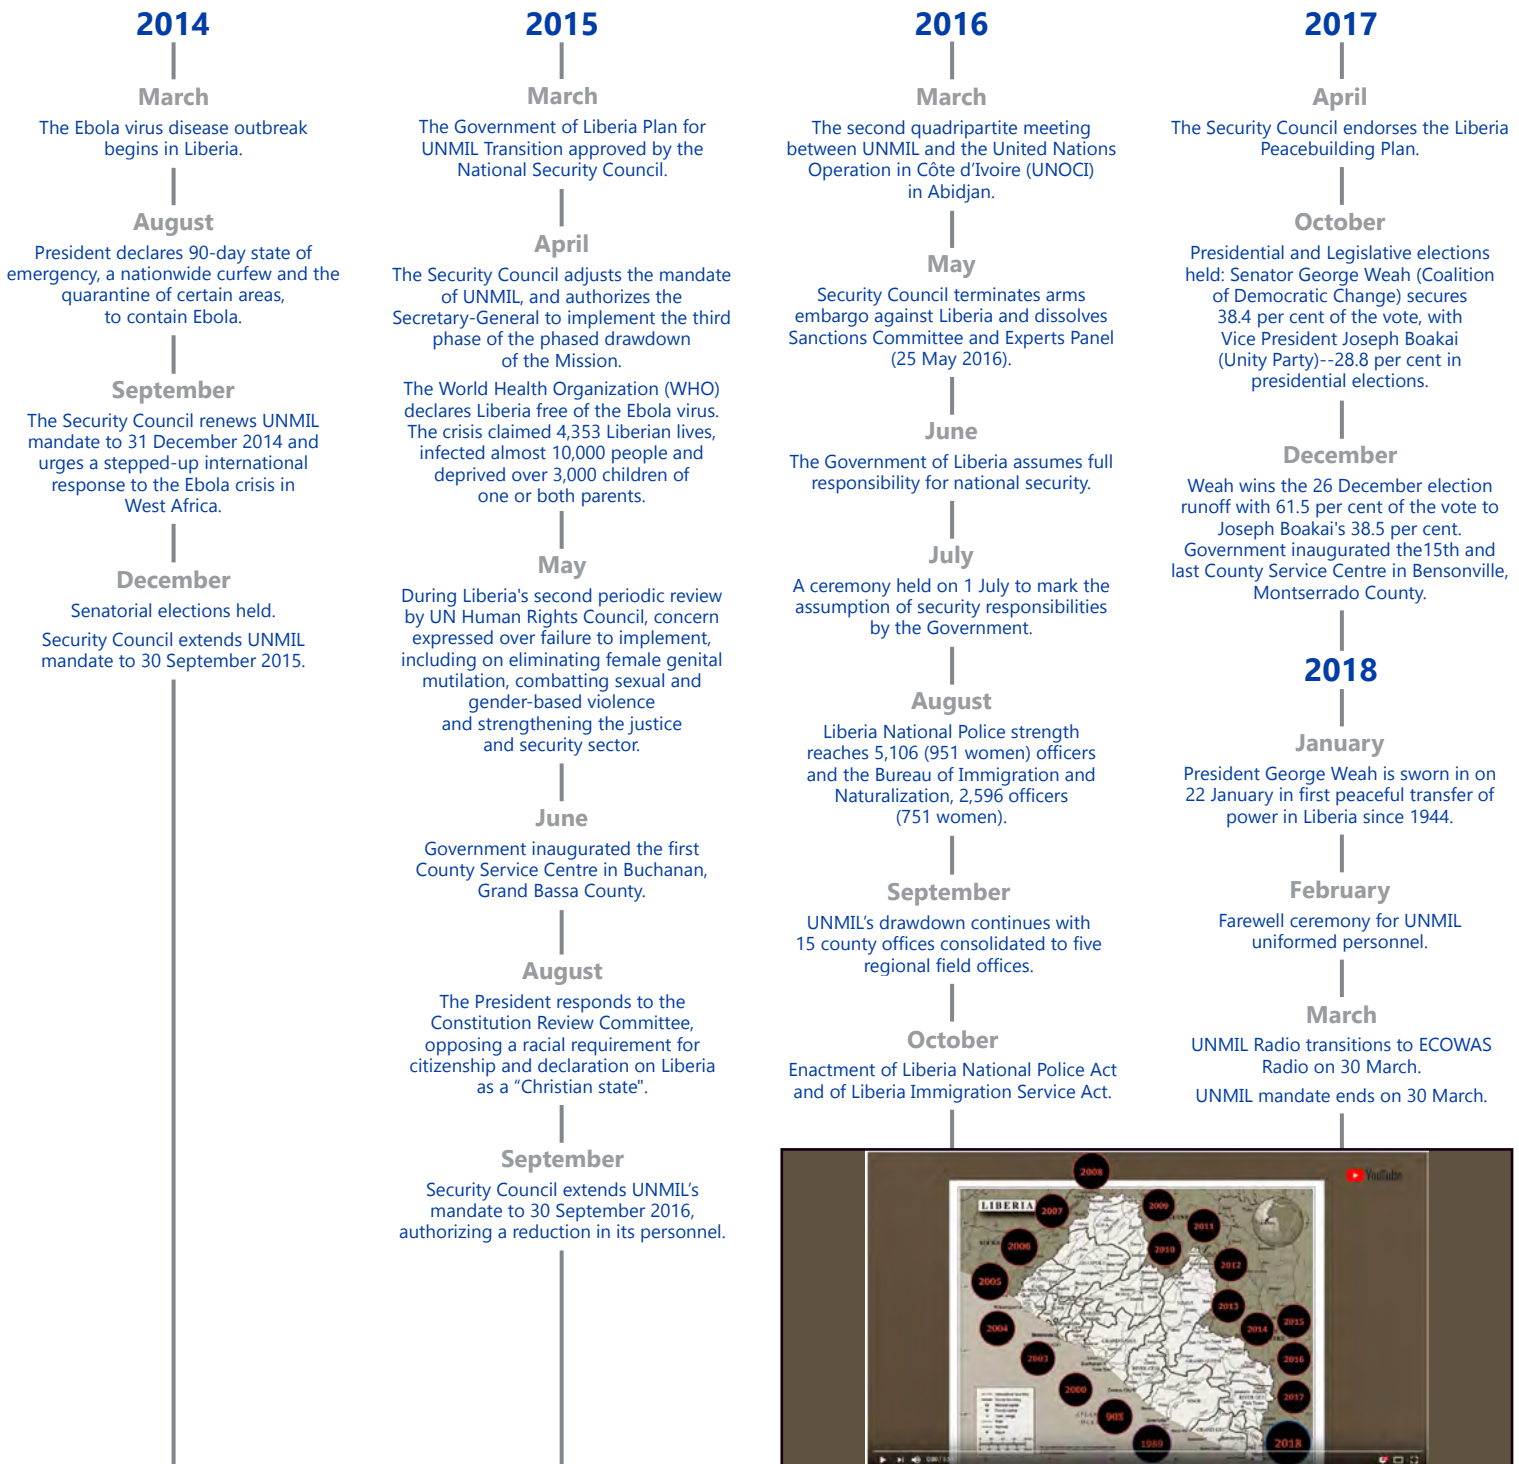 2014
March
The Ebola virus disease outbreak
begins in Liberia.
August
President declares 90-day state of
emergency, a nationwide curfew and the
quarantine of certain areas,
to contain Ebola.
September
The Security Council renews UNMIL
mandate to 31 December 2014 and
urges a stepped-up international
response to the Ebola crisis in
West Africa.
December
Senatorial elections held.
Security Council extends UNMIL
mandate to 30 September 2015.
2015
March
The Government of Liberia Plan for
UNMIL Transition approved by the
National Security Council.
April
The Security Council adjusts the mandate
of UNMIL, and authorizes the
Secretary-General to implement the third
phase of the phased drawdown
of the Mission.
The World Health Organization (WHO)
declares Liberia free of the Ebola virus.
The crisis claimed 4,353 Liberian lives,
infected almost 10,000 people and
deprived over 3,000 children of
one or both parents.
May
During Liberia's second periodic review
by UN Human Rights Council, concern
expressed over failure to implement,
including on eliminating female genital
mutilation, combatting sexual and
gender-based violence
and strengthening the justice
and security sector.
June
Government inaugurated the first
County Service Centre in Buchanan,
Grand Bassa County.
August
The President responds to the
Constitution Review Committee,
opposing a racial requirement for
citizenship and declaration on Liberia
as a “Christian state".
September
Security Council extends UNMIL’s
mandate to 30 September 2016,
authorizing a reduction in its personnel.
2016
March
The second quadripartite meeting
between UNMIL and the United Nations
Operation in Côte d’Ivoire (UNOCI)
in Abidjan.
May
Security Council terminates arms
embargo against Liberia and dissolves
Sanctions Committee and Experts Panel
(25 May 2016).
June
The Government of Liberia assumes full
responsibility for national security.
July
A ceremony held on 1 July to mark the
assumption of security responsibilities
by the Government.
August
Liberia National Police strength
reaches 5,106 (951 women) officers
and the Bureau of Immigration and
Naturalization, 2,596 officers
(751 women).
September
UNMIL’s drawdown continues with
15 county offices consolidated to five
regional field offices.
October
Enactment of Liberia National Police Act
and of Liberia Immigration Service Act.
2017
April
The Security Council endorses the Liberia
Peacebuilding Plan.
October
Presidential and Legislative elections
held: Senator George Weah (Coalition
of Democratic Change) secures
38.4 per cent of the vote, with
Vice President Joseph Boakai
(Unity Party)--28.8 per cent in
presidential elections.
December
Weah wins the 26 December election
runoff with 61.5 per cent of the vote to
Joseph Boakai's 38.5 per cent.
Government inaugurated the15th and
last County Service Centre in Bensonville,
Montserrado County.
2018
January
President George Weah is sworn in on
22 January in first peaceful transfer of
power in Liberia since 1944.
February
Farewell ceremony for UNMIL
uniformed personnel.
March
UNMIL Radio transitions to ECOWAS
Radio on 30 March.
UNMIL mandate ends on 30 March.
YouTube
LIBERIA
2008
2007
2009
2011
2006
2010
2012
2005
2013
2004
2014
2015
2003
2016
2000
2017
90S
1989
2018